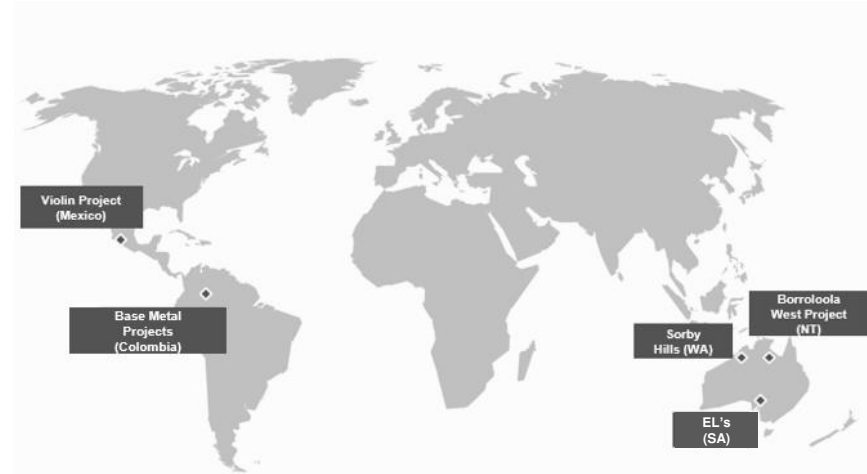 Violin Project
(Mexico)
Base Metal
Projects
(Colombia)
Borroloola
West Project
(NT)
Sorby
Hills (WA)
EL's
(SA)